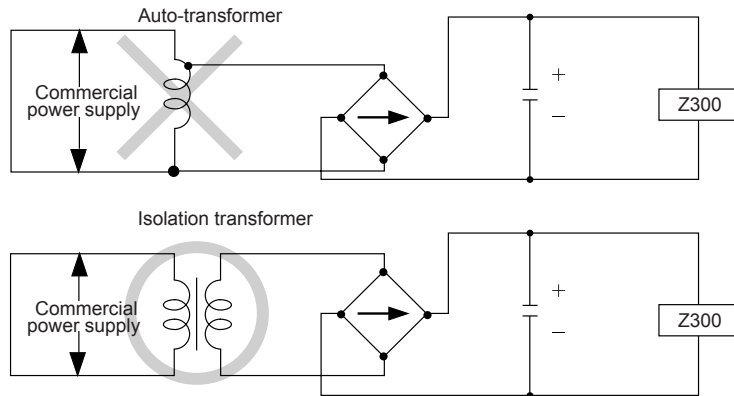 Auto-transformer
Commercial
power supply
+
−
Z300
Isolation transformer
Commercial
power supply
+
−
Z300